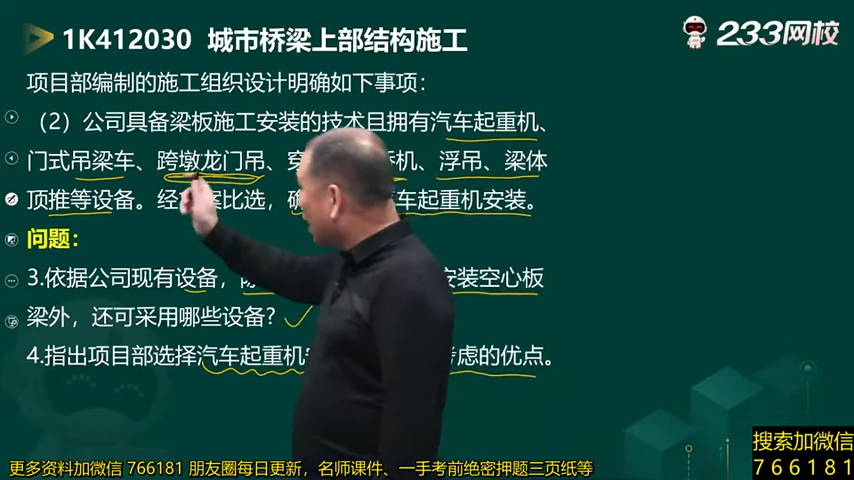 1K412030 城市桥梁上部结构施工
233网校
项目部编制的施工组织设计明确如下事项：
（2）公司具备梁板施工安装的技术且拥有汽车起重机、
门式吊梁车、跨墩龙门吊、穿 机、浮吊、梁体
顶推等设备。经 案比选，确 车起重机安装。
问题：
3.依据公司现有设备，除 安装空心板
梁外，还可采用哪些设备?
4.指出项目部选择汽车起重机 考虑的优点。
搜索加微信
766181
更多资料加微信 766181 朋友圈每日更新，名师课件、一手考前绝密押题三页纸等